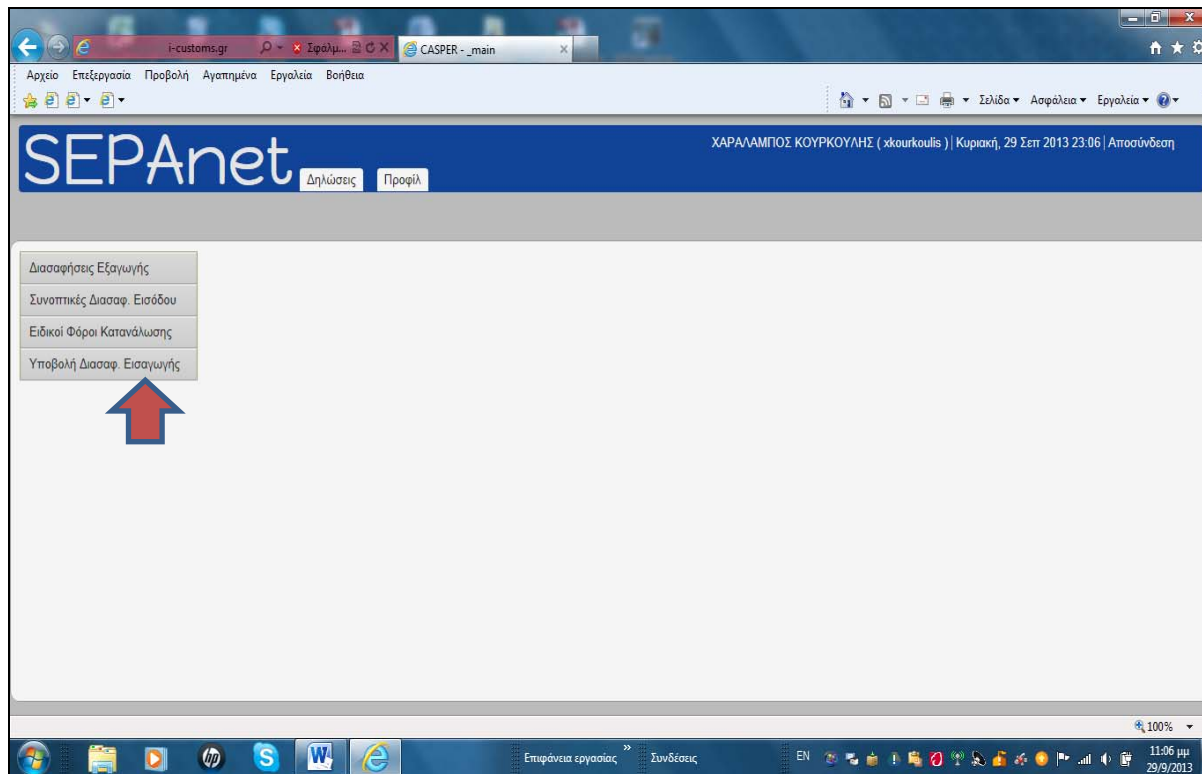 i-customs.gr
Σφάλμ...
CASPER - _main
Αρχείο Επεξεργασία Προβολή Αγαπημένα Εργαλεία Βοήθεια
Σελίδα Ασφάλεια Εργαλεία
SEPAnet
Δηλώσεις Προφίλ
ΧΑΡΑΛΑΜΠΟΣ ΚΟΥΡΚΟΥΛΗΣ ( xkourkoulis ) | Κυριακή, 29 Σεπ 2013 23:06 | Αποσύνδεση
Διασαφήσεις Εξαγωγής
Συνοπτικές Διασαφ. Εισόδου
Ειδικοί Φόροι Κατανάλωσης
Υποβολή Διασαφ. Εισαγωγής
100%
hp S W
Επιφάνεια εργασίας » Συνδέσεις
EN
11:06 μμ
29/9/2013